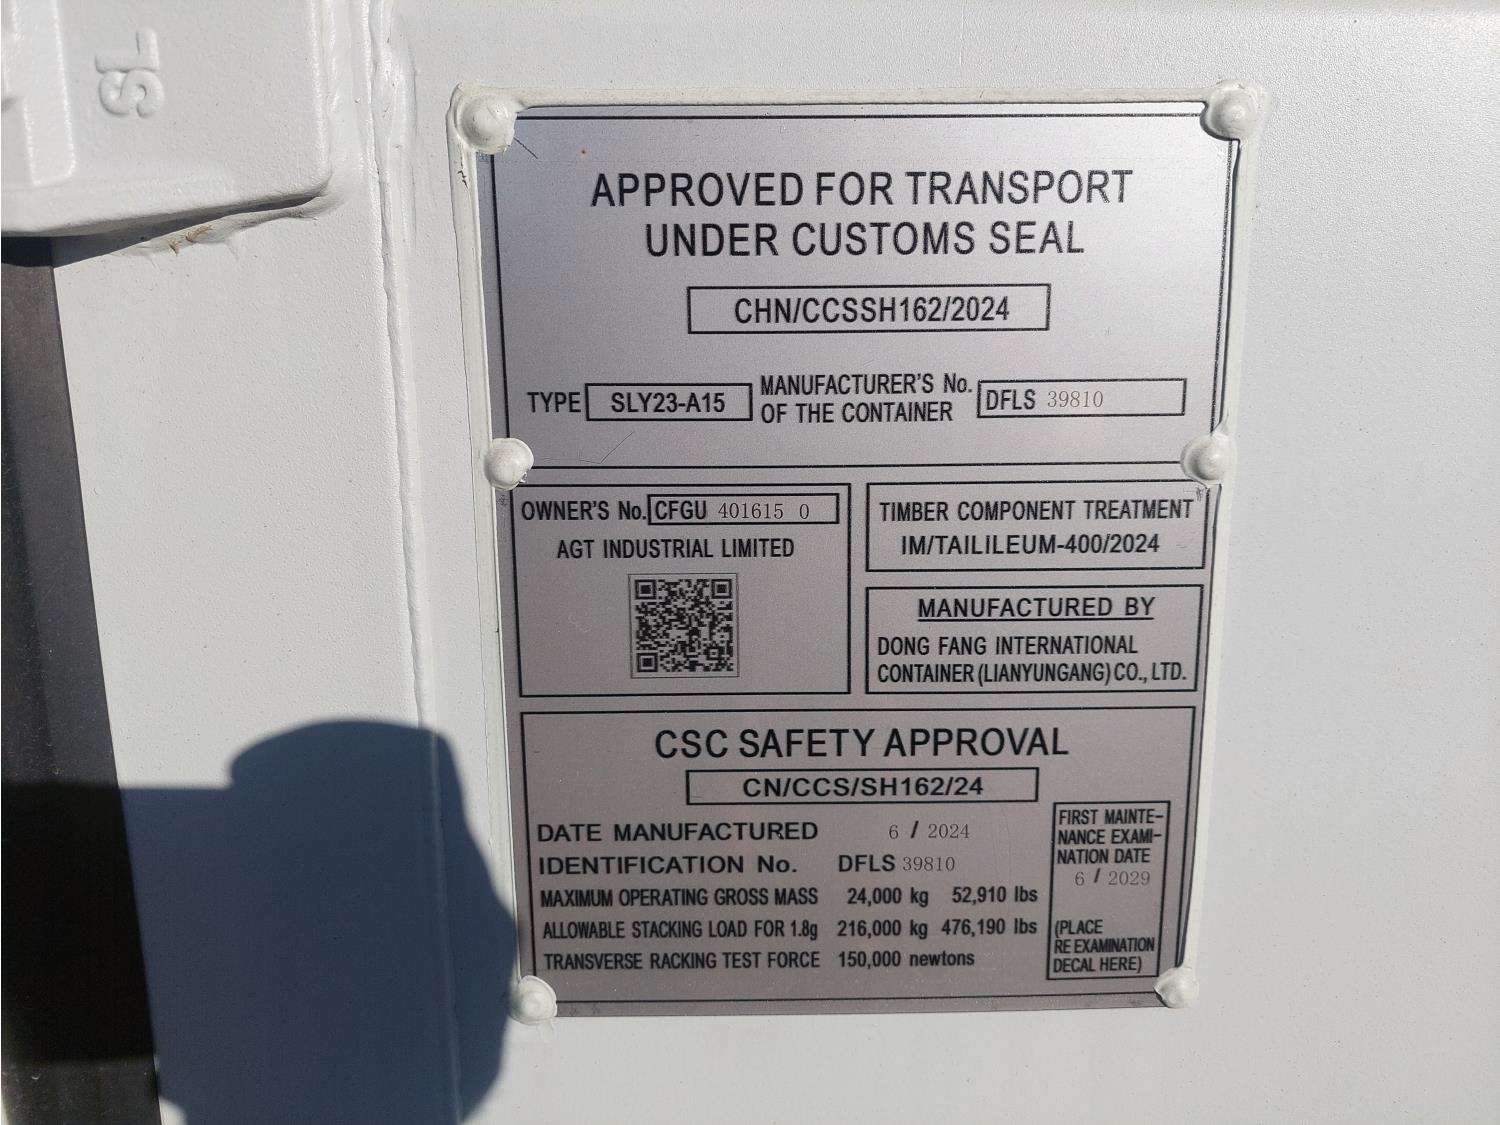 SL
APPROVED FOR TRANSPORT
UNDER CUSTOMS SEAL
CHN/CCSSH162/2024
TYPE SLY23-A15 MANUFACTURER'S No. OF THE CONTAINER DFLS 39810
OWNER'S No. CFGU 401615 0
AGT INDUSTRIAL LIMITED
TIMBER COMPONENT TREATMENT
IM/TAILILEUM-400/2024
MANUFACTURED BY
DONG FANG INTERNATIONAL
CONTAINER (LIANYUNGANG) CO., LTD.
CSC SAFETY APPROVAL
CN/CCS/SH162/24
DATE MANUFACTURED 6 / 2024
IDENTIFICATION No. DFLS 39810
MAXIMUM OPERATING GROSS MASS 24,000 kg 52,910 lbs
ALLOWABLE STACKING LOAD FOR 1.8g 216,000 kg 476,190 lbs
TRANSVERSE RACKING TEST FORCE 150,000 newtons
FIRST MAINTE-
NANCE EXAMI-
NATION DATE
6 / 2029
(PLACE
RE EXAMINATION
DECAL HERE)